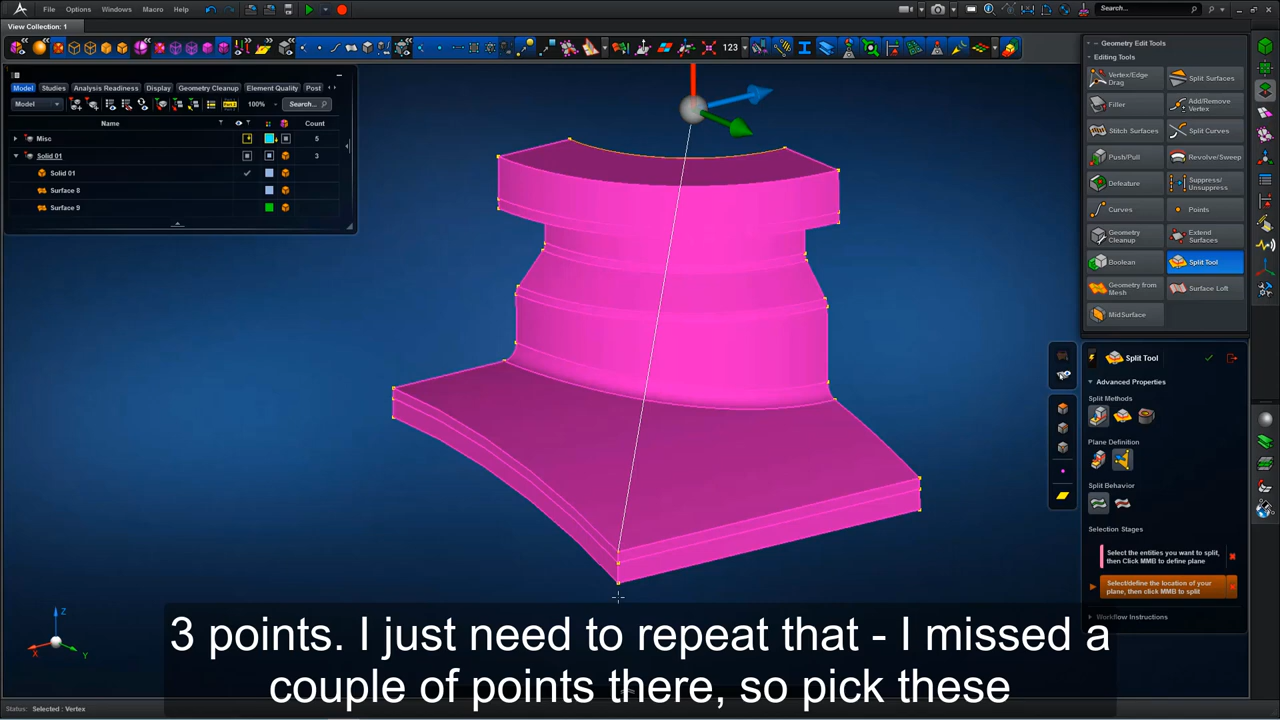 File Options Windows Macro Help
Search...
View Collection: 1
123
Model Studies Analysis Readiness Display Geometry Cleanup Element Quality Post
Model 100% Search...
Name Count
Misc 5
Solid 01 3
Solid 01
Surface 8
Surface 9
Geometry Edit Tools
Editing Tools
Vertex/Edge Drag Split Surfaces
Filler Add/Remove Vertex
Stitch Surfaces Split Curves
Push/Pull Revolve/Sweep
Defeature Suppress/ Unsuppress
Curves Points
Geometry Cleanup Extend Surfaces
Boolean Split Tool
Geometry from Mesh Surface Loft
MidSurface
Split Tool
Advanced Properties
Split Methods
Plane Definition
Split Behavior
Selection Stages
Select the entities you want to split,
then Click MMB to define plane
Select/define the location of your
plane, then click MMB to split
Workflow Instructions
Z
X
Y
3 points. I just need to repeat that - I missed a
couple of points there, so pick these
Status: Selected : Vertex